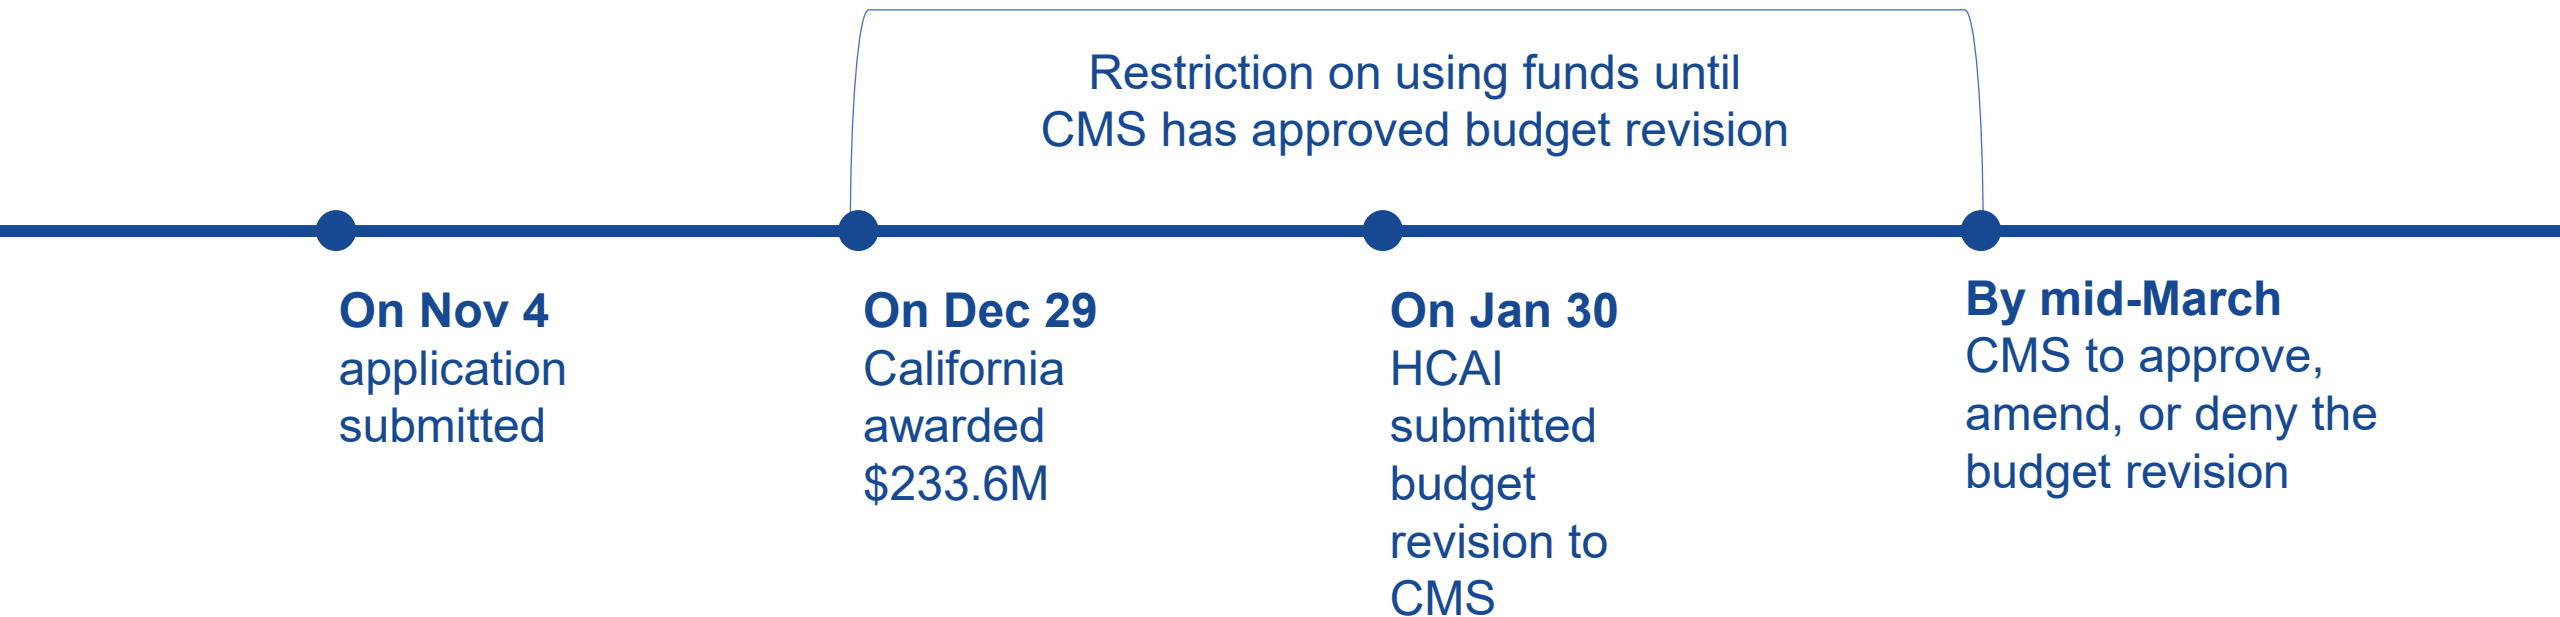 Restriction on using funds until
CMS has approved budget revision
On Nov 4
application
submitted
On Dec 29
California
awarded
$233.6M
On Jan 30
HCAI
submitted
budget
revision to
CMS
By mid-March
CMS to approve,
amend, or deny the
budget revision